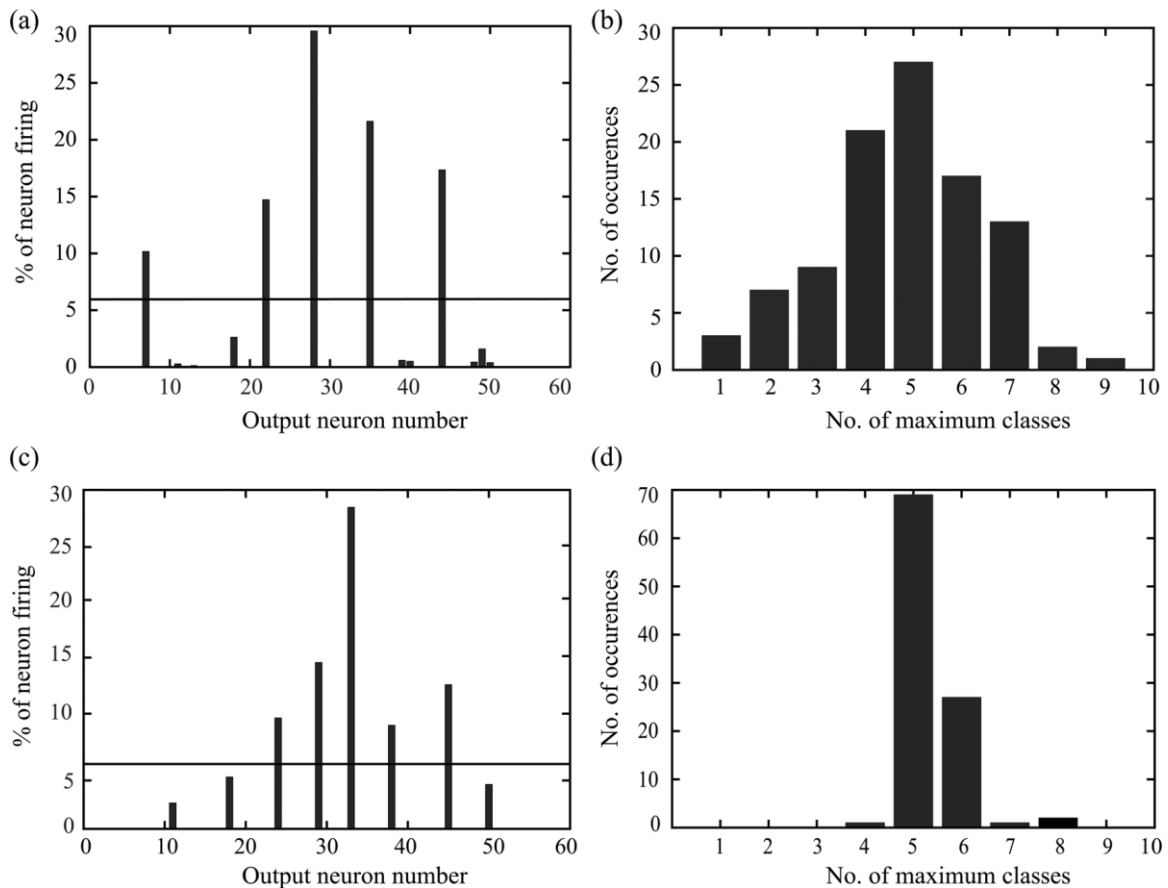 (a)
30
25
20
15
10
5
0
% of neuron firing
0 10 20 30 40 50 60
Output neuron number
(b)
30
25
20
15
10
5
0
No. of occurences
1 2 3 4 5 6 7 8 9 10
No. of maximum classes
(c)
30
25
20
15
10
5
0
% of neuron firing
0 10 20 30 40 50 60
Output neuron number
(d)
70
60
50
40
30
20
10
0
No. of occurences
1 2 3 4 5 6 7 8 9 10
No. of maximum classes